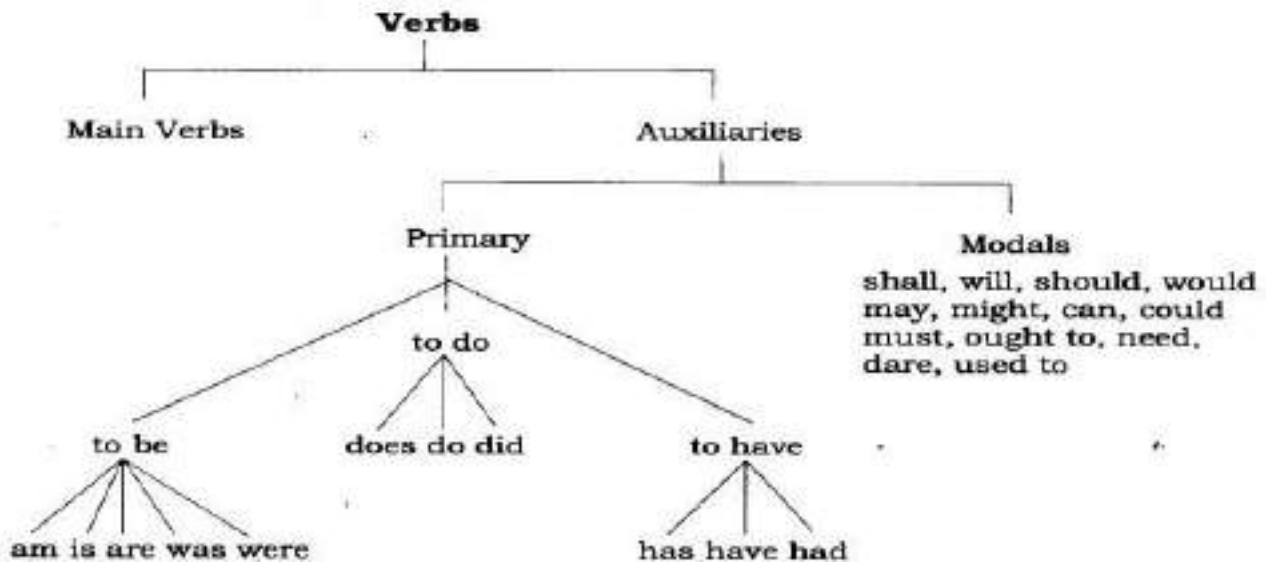 Verbs
Main Verbs
Auxiliaries
Primary
Modals
shall, will, should, would
may, might, can, could
must, ought to, need,
dare, used to
to do
does do did
to be
to have
am is are was were
has have had